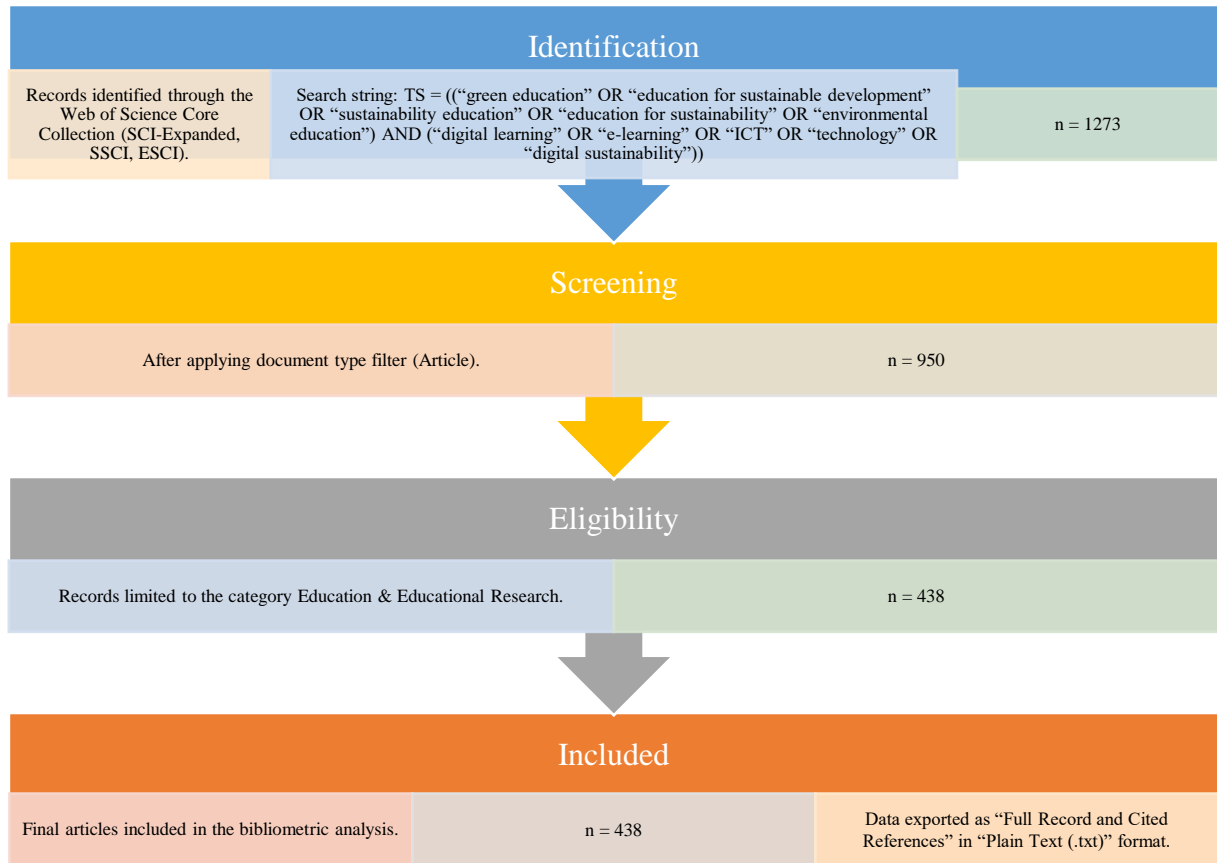 Identification
Records identified through the
Web of Science Core
Collection (SCI-Expanded,
SSCI, ESCI).
Search string: TS = ((“green education” OR “education for sustainable development”
OR “sustainability education” OR “education for sustainability” OR “environmental
education”) AND (“digital learning” OR “e-learning” OR “ICT” OR “technology” OR
“digital sustainability”))
n = 1273
Screening
After applying document type filter (Article).
n = 950
Eligibility
Records limited to the category Education & Educational Research.
n = 438
Included
Final articles included in the bibliometric analysis.
n = 438
Data exported as “Full Record and Cited
References” in “Plain Text (.txt)” format.